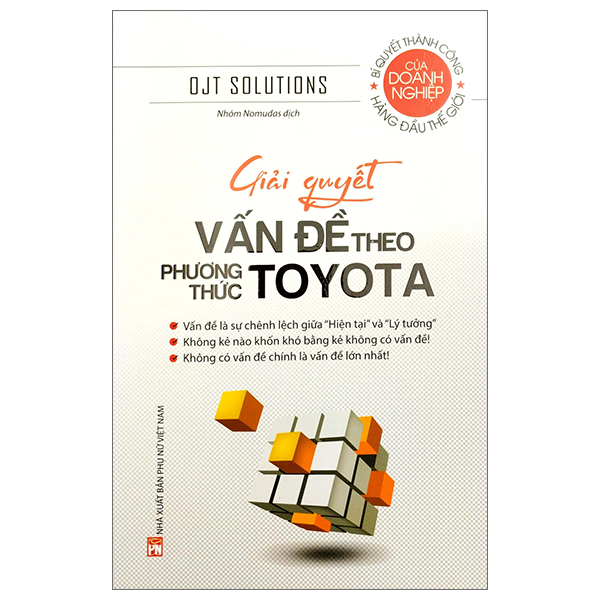 OJT SOLUTIONS
Nhóm Nomudas dịch
BÍ QUYẾT THÀNH CÔNG
CỦA
DOANH
NGHIỆP
HÀNG ĐẦU THẾ GIỚI
Giải quyết
VẤN ĐỀ THEO
PHƯƠNG
THỨC TOYOTA
Vấn đề là sự chênh lệch giữa "Hiện tại" và "Lý tưởng"
Không kẻ nào khốn khó bằng kẻ không có vấn đề!
Không có vấn đề chính là vấn đề lớn nhất!
NHÀ XUẤT BẢN PHỤ NỮ VIỆT NAM
PN